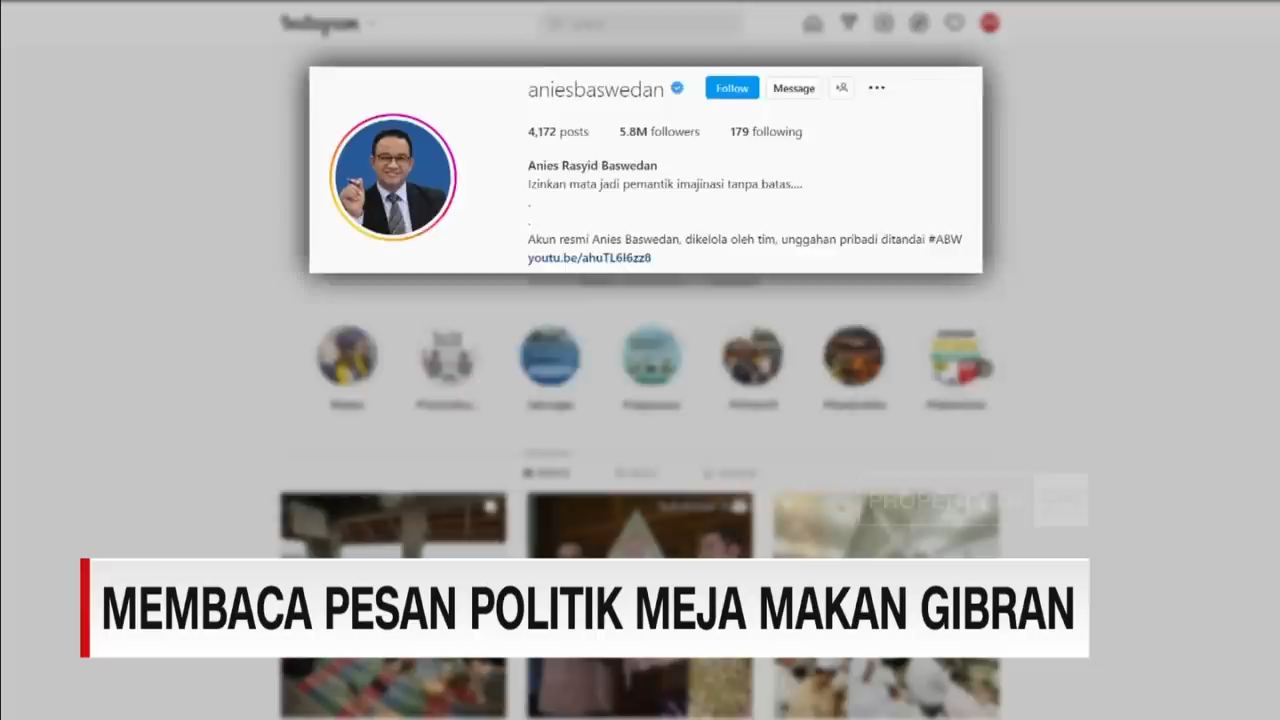 Instagram
aniesbaswedan
Follow
Message
4,172 posts
5.8M followers
179 following
Anies Rasyid Baswedan
Izinkan mata jadi pemantik imajinasi tanpa batas....
.
.
Akun resmi Anies Baswedan, dikelola oleh tim, unggahan pribadi ditandai #ABW
youtu.be/ahuTL6I6zz8
MEMBACA PESAN POLITIK MEJA MAKAN GIBRAN